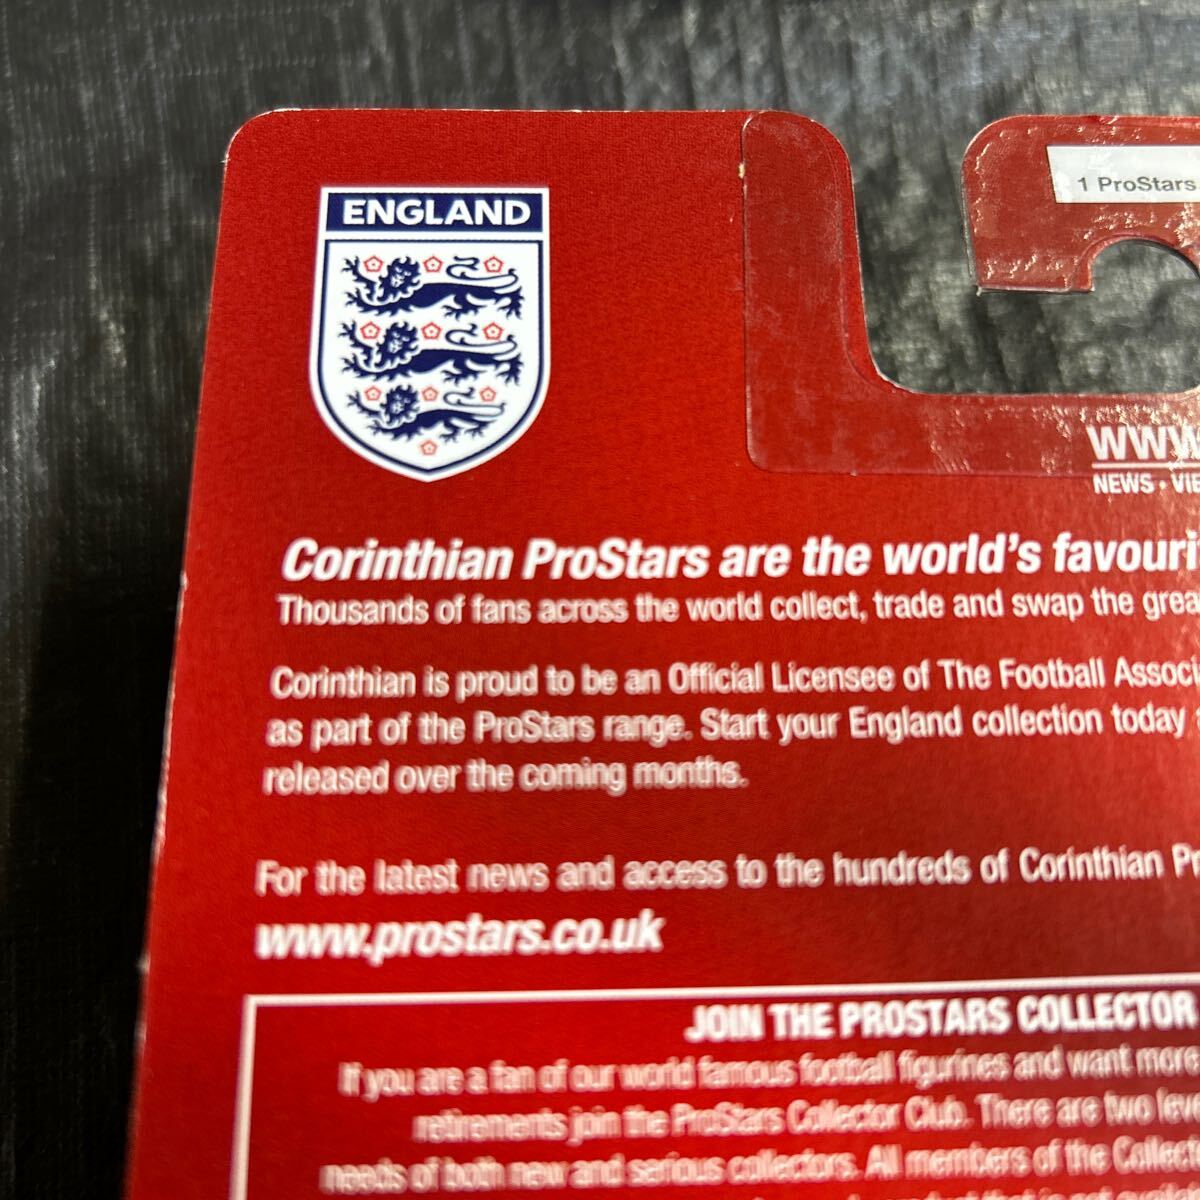 ENGLAND
1 ProStars
WWW
NEWS • VIE
Corinthian ProStars are the world's favouri
Thousands of fans across the world collect, trade and swap the grea
Corinthian is proud to be an Official Licensee of The Football Associ
as part of the ProStars range. Start your England collection today
released over the coming months.
For the latest news and access to the hundreds of Corinthian Pr
www.prostars.co.uk
JOIN THE PROSTARS COLLECTOR
If you are a fan of our world famous football figurines and want more
retirements join the ProStars Collector Club. There are two lev
needs of both new and serious collectors. All members of the Collect